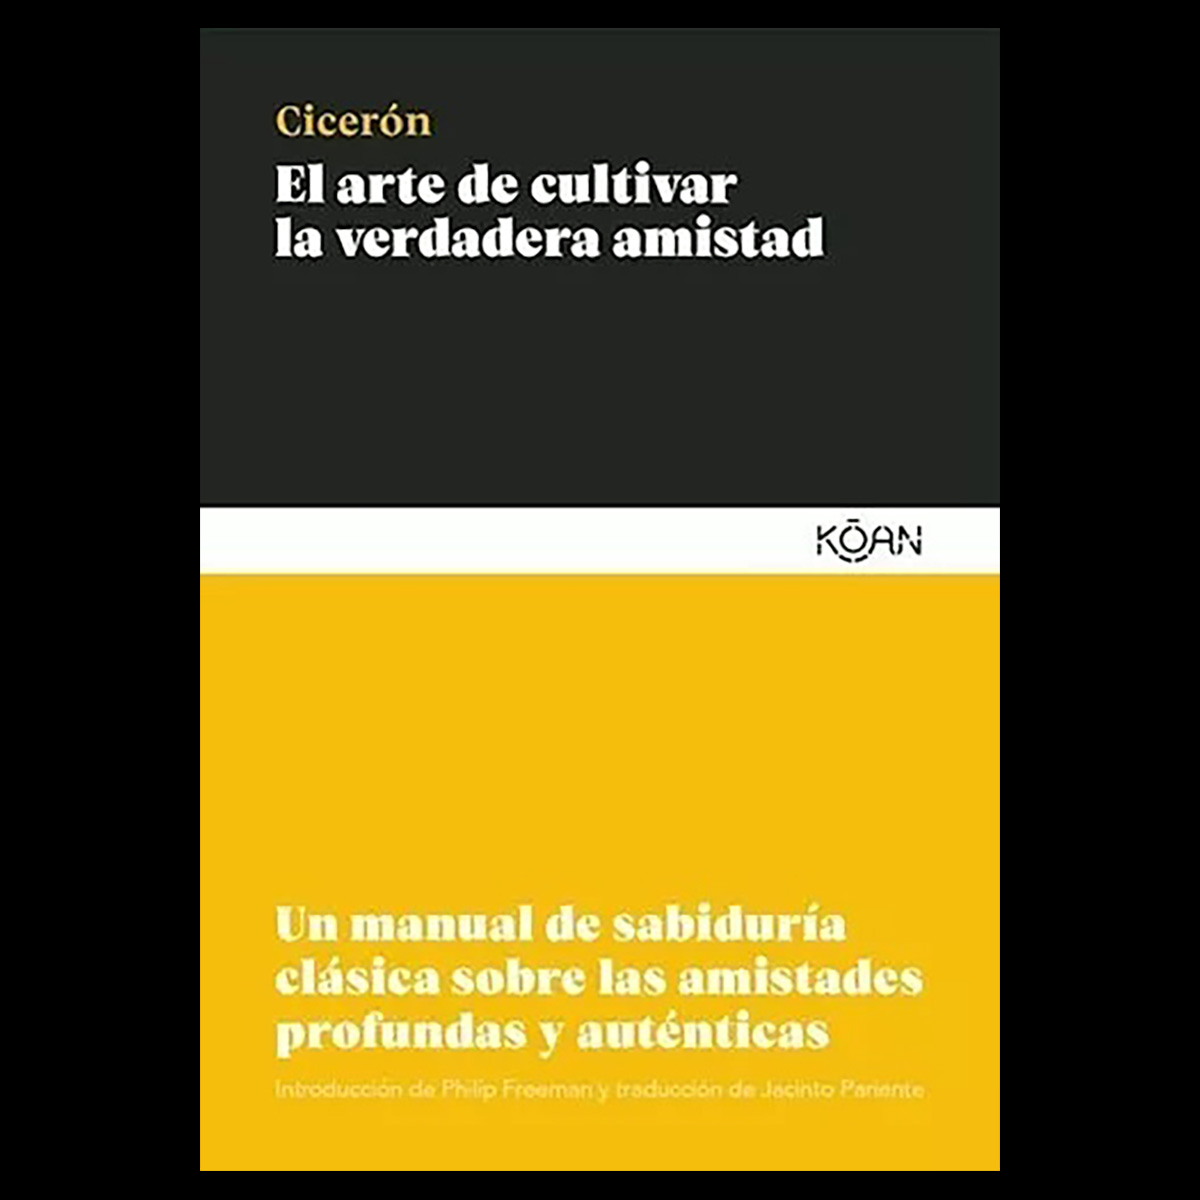 Cicerón
El arte de cultivar
la verdadera amistad
KŌAN
Un manual de sabiduría
clásica sobre las amistades
profundas y auténticas
Introducción de Philip Freeman y traducción de Jacinto Pariente